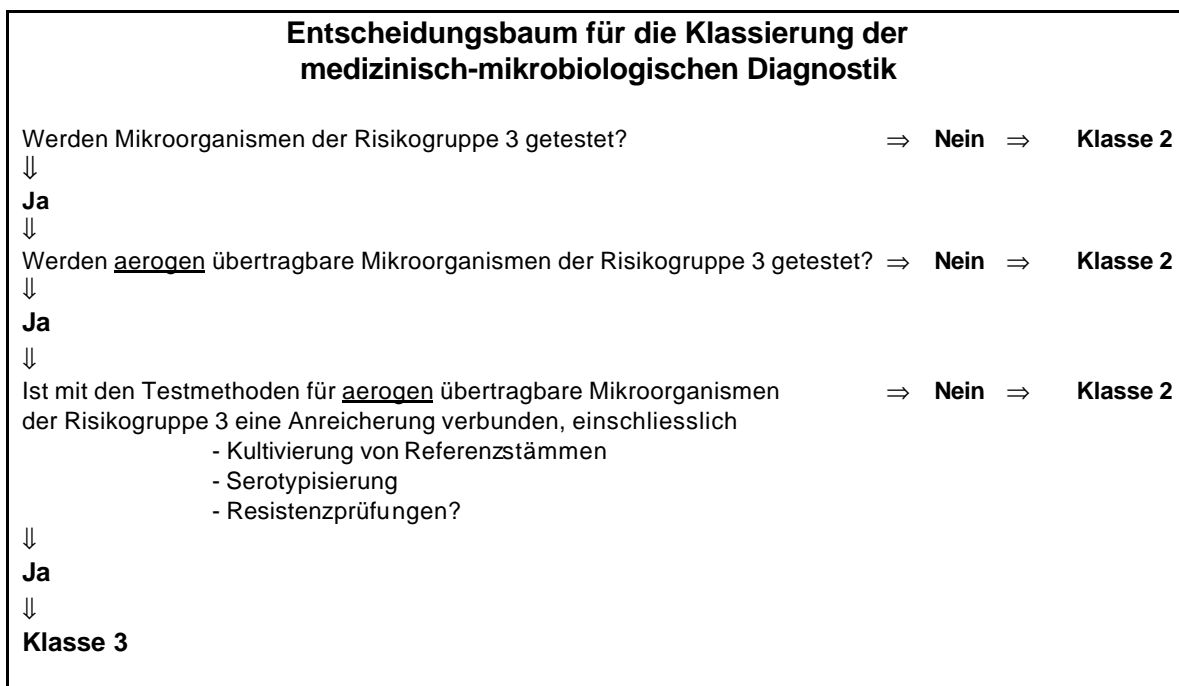 Entscheidungsbaum für die Klassierung der
medizinisch-mikrobiologischen Diagnostik
Werden Mikroorganismen der Risikogruppe 3 getestet? ⇒ Nein ⇒ Klasse 2
⇓
Ja
⇓
Werden aerogen übertragbare Mikroorganismen der Risikogruppe 3 getestet? ⇒ Nein ⇒ Klasse 2
⇓
Ja
⇓
Ist mit den Testmethoden für aerogen übertragbare Mikroorganismen ⇒ Nein ⇒ Klasse 2
der Risikogruppe 3 eine Anreicherung verbunden, einschliesslich
- Kultivierung von Referenzstämmen
- Serotypisierung
- Resistenzprüfungen?
⇓
Ja
⇓
Klasse 3